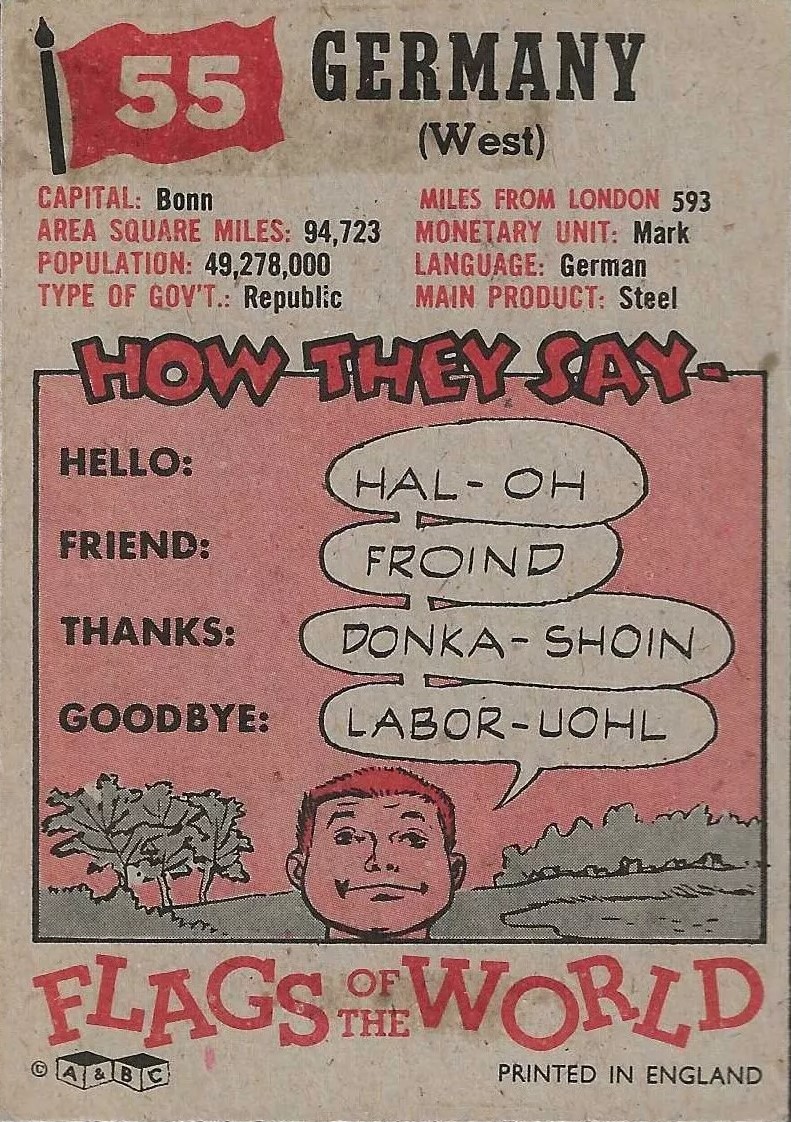 55 GERMANY
(West)
CAPITAL: Bonn
AREA SQUARE MILES: 94,723
POPULATION: 49,278,000
TYPE OF GOV'T.: Republic
MILES FROM LONDON 593
MONETARY UNIT: Mark
LANGUAGE: German
MAIN PRODUCT: Steel
HOW THEY SAY-
HELLO: HAL-OH
FRIEND: FROIND
THANKS: DONKA-SHOIN
GOODBYE: LABOR-UOHL
FLAGS OF THE WORLD
© A&BC PRINTED IN ENGLAND